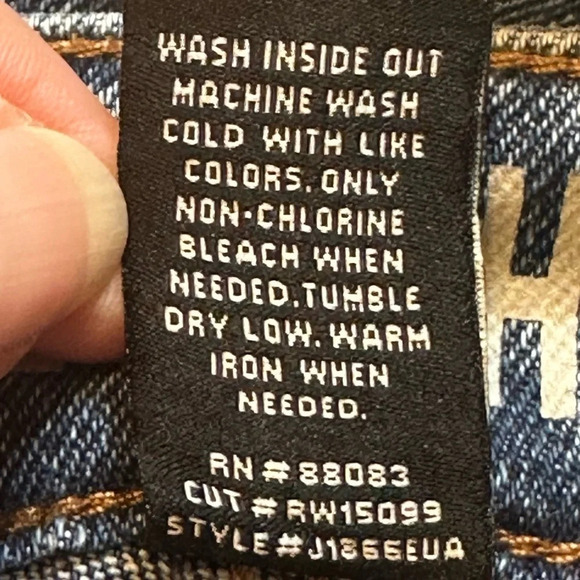 WASH INSIDE OUT
MACHINE WASH
COLD WITH LIKE
COLORS. ONLY
NON-CHLORINE
BLEACH WHEN
NEEDED. TUMBLE
DRY LOW. WARM
IRON WHEN
NEEDED.
RN # 88083
CUT # RW15099
STYLE # J1866EUA